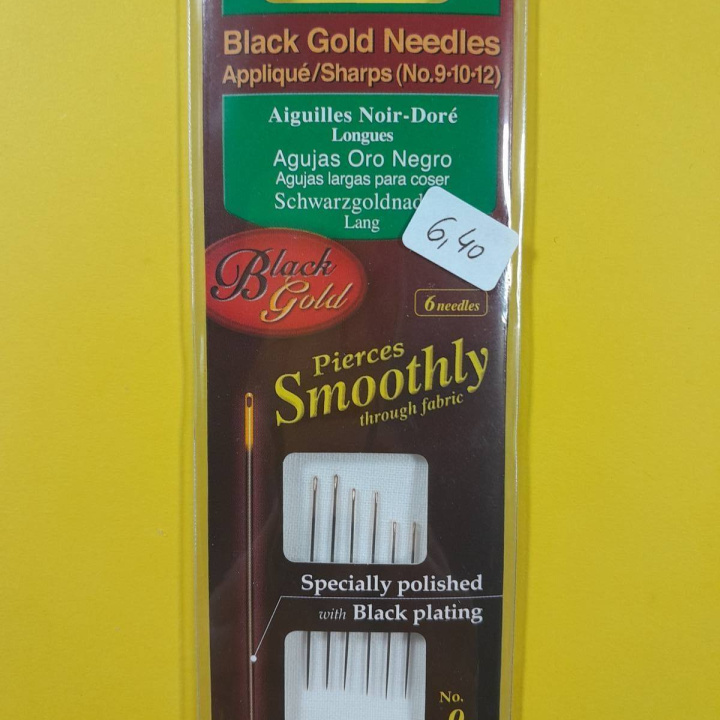 Black Gold Needles
Appliqué/Sharps (No.9·10·12)
Aiguilles Noir-Doré
Longues
Agujas Oro Negro
Agujas largas para coser
Lang
6,40
Black
Gold
6 needles
Pierces
Smoothly
through fabric
Specially polished
with Black plating
No.